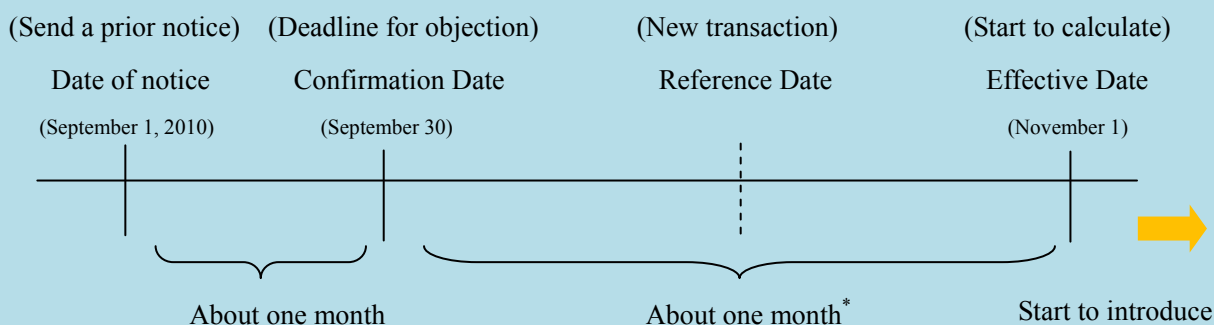 (Send a prior notice) (Deadline for objection) (New transaction) (Start to calculate)
Date of notice Confirmation Date Reference Date Effective Date
(September 1, 2010) (September 30) (November 1)
About one month About one month* Start to introduce